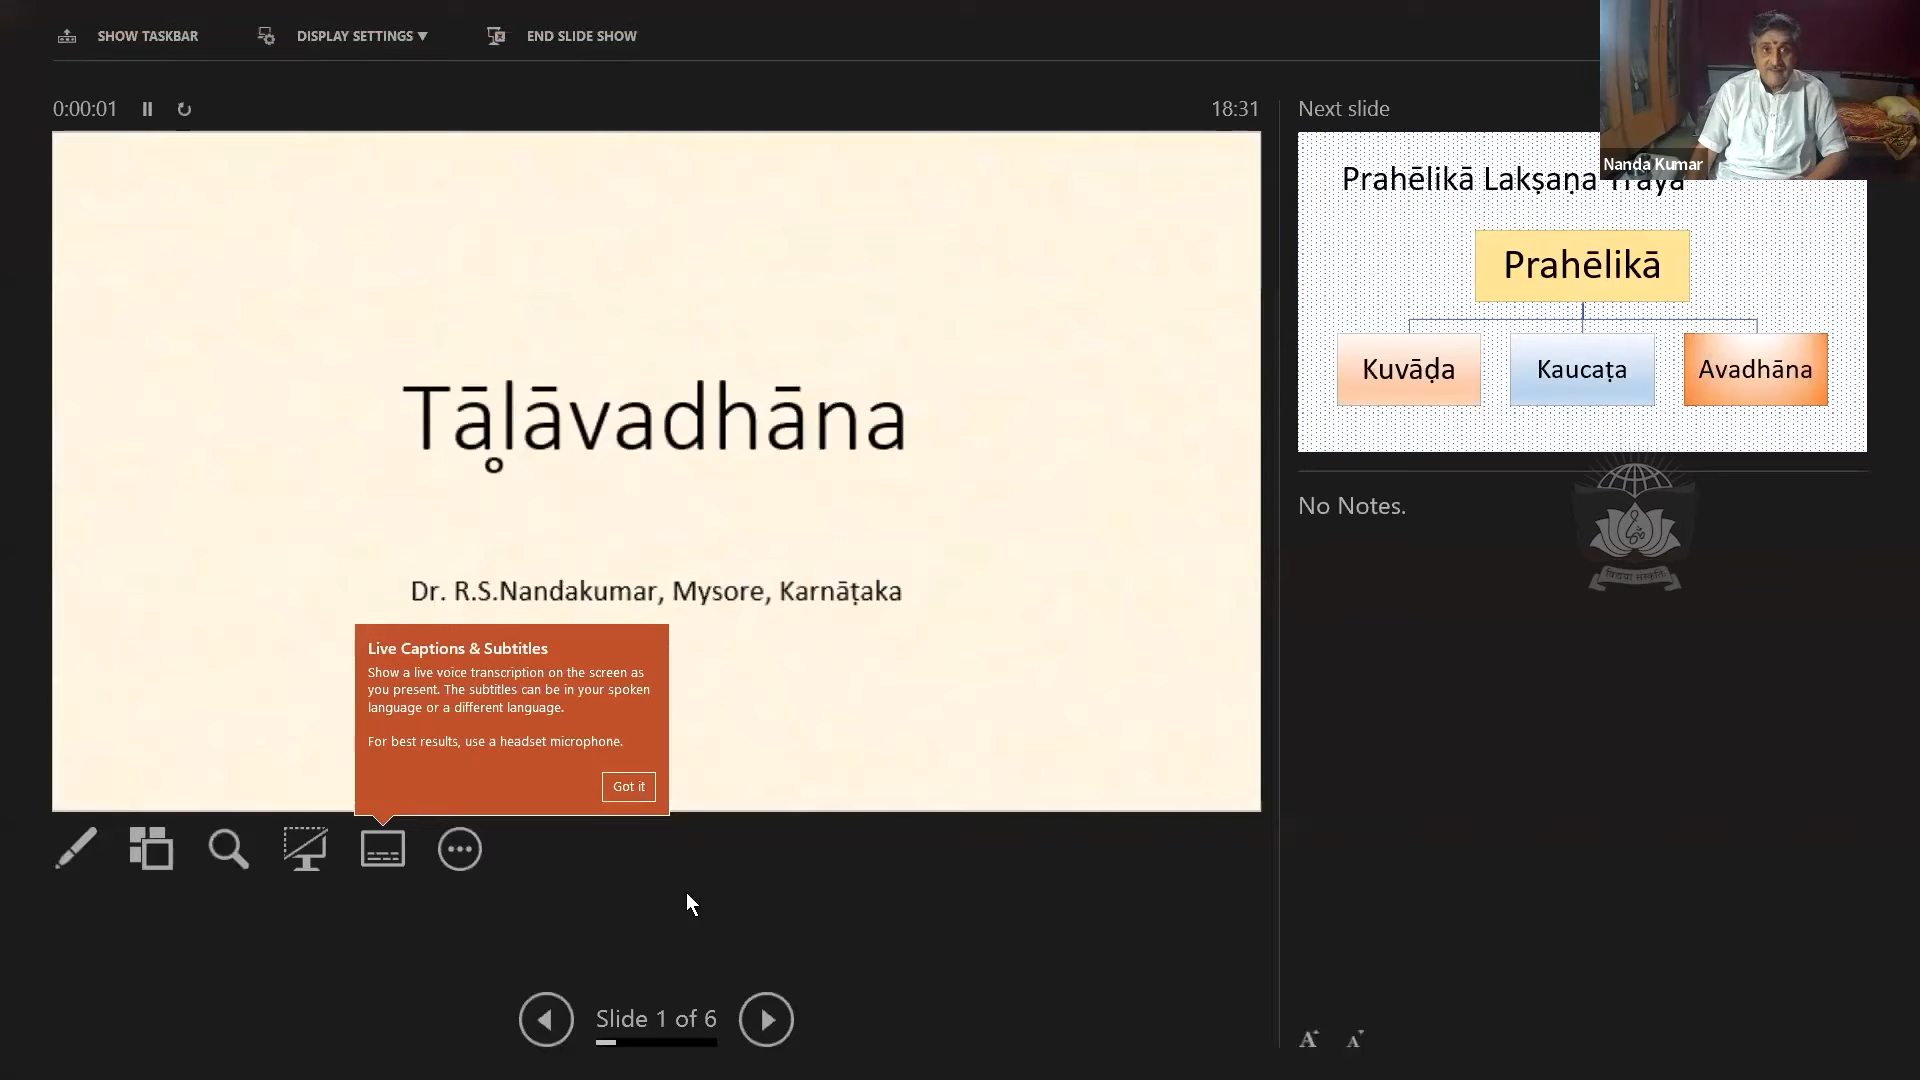 SHOW TASKBAR
DISPLAY SETTINGS ▼
END SLIDE SHOW
0:00:01
18:31
Next slide
Nanda Kumar
Tāl̥āvadhāna
Dr. R.S.Nandakumar, Mysore, Karnāṭaka
Prahēlikā Lakṣaṇa Traya
Prahēlikā
Kuvāḍa
Kaucaṭa
Avadhāna
No Notes.
विद्यया संस्कृतिः
Live Captions & Subtitles
Show a live voice transcription on the screen as
you present. The subtitles can be in your spoken
language or a different language.
For best results, use a headset microphone.
Got it
Slide 1 of 6
A
A